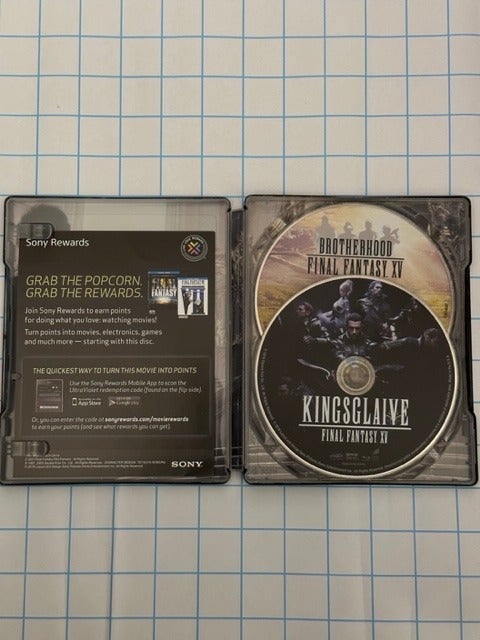 Sony Rewards
GRAB THE POPCORN.
GRAB THE REWARDS.
Join Sony Rewards to earn points
for doing what you love: watching movies!
Turn points into movies, electronics, games
and much more — starting with this disc.
THE QUICKEST WAY TO TURN THIS MOVIE INTO POINTS
Use the Sony Rewards Mobile App to scan the
UltraViolet redemption code (found on the flip side).
App Store
Google play
Or, you can enter the code at sonyrewards.com/movierewards
to earn your points (and see what rewards you can get).
SONY
BROTHERHOOD
FINAL FANTASY XV
KINGSGLAIVE
FINAL FANTASY XV